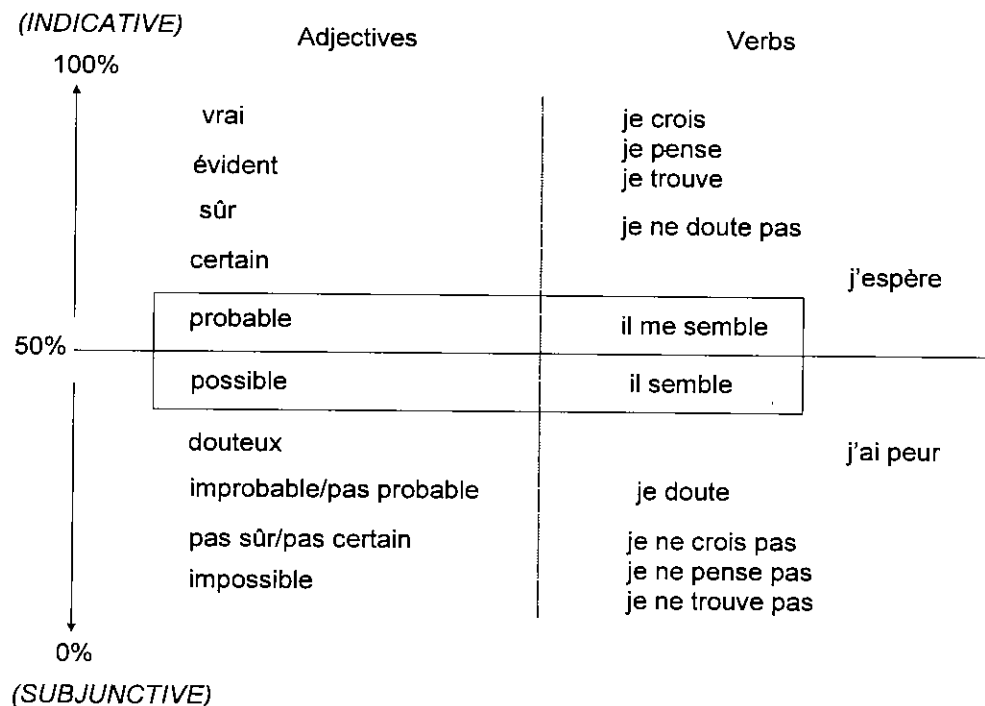 (INDICATIVE)
Adjectives
Verbs
100%
vrai
je crois
je pense
évident
je trouve
sûr
je ne doute pas
certain
j'espère
probable
il me semble
50%
possible
il semble
douteux
j'ai peur
improbable/pas probable
je doute
pas sûr/pas certain
je ne crois pas
impossible
je ne pense pas
je ne trouve pas
0%
(SUBJUNCTIVE)